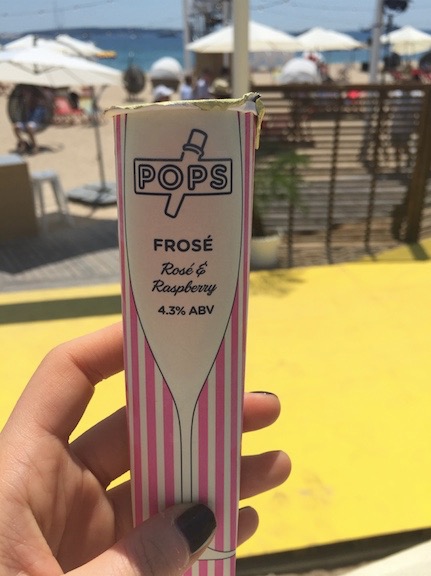 POPS
FROSÉ
Rosé &
Raspberry
4.3% ABV